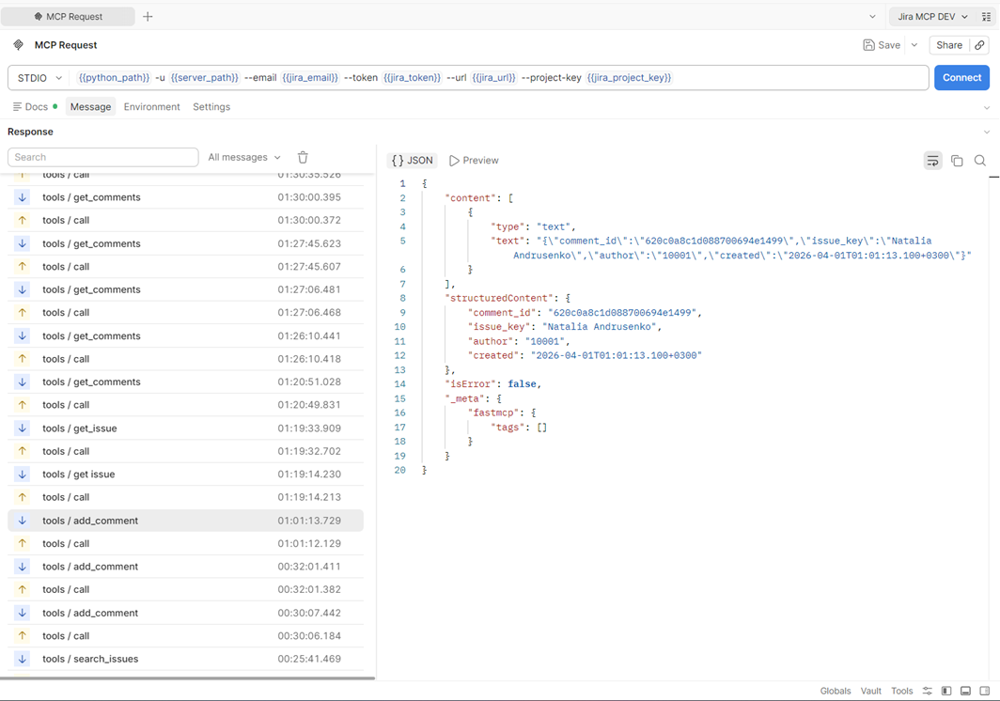 MCP Request
Jira MCP DEV
MCP Request
Save
Share
STDIO
{{python_path}} -u {{server_path}} --email {{jira_email}} --token {{jira_token}} --url {{jira_url}} --project-key {{jira_project_key}}
Connect
Docs
Message
Environment
Settings
Response
Search
All messages
tools / call 01:30:35.526
tools / get_comments 01:30:00.395
tools / call 01:30:00.372
tools / get_comments 01:27:45.623
tools / call 01:27:45.607
tools / get_comments 01:27:06.481
tools / call 01:27:06.468
tools / get_comments 01:26:10.441
tools / call 01:26:10.418
tools / get_comments 01:20:51.028
tools / call 01:20:49.831
tools / get_issue 01:19:33.909
tools / call 01:19:32.702
tools / get issue 01:19:14.230
tools / call 01:19:14.213
tools / add_comment 01:01:13.729
tools / call 01:01:12.129
tools / add_comment 00:32:01.411
tools / call 00:32:01.382
tools / add_comment 00:30:07.442
tools / call 00:30:06.184
tools / search_issues 00:25:41.469
{} JSON
Preview
1 {
2 "content": [
3 {
4 "type": "text",
5 "text": "{\"comment_id\":\"620c0a8c1d088700694e1499\",\"issue_key\":\"Natalia
Andrusenko\",\"author\":\"10001\",\"created\":\"2026-04-01T01:01:13.100+0300\"}"
6 }
7 ],
8 "structuredContent": {
9 "comment_id": "620c0a8c1d088700694e1499",
10 "issue_key": "Natalia Andrusenko",
11 "author": "10001",
12 "created": "2026-04-01T01:01:13.100+0300"
13 },
14 "isError": false,
15 "_meta": {
16 "fastmcp": {
17 "tags": []
18 }
19 }
20 }
Globals
Vault
Tools